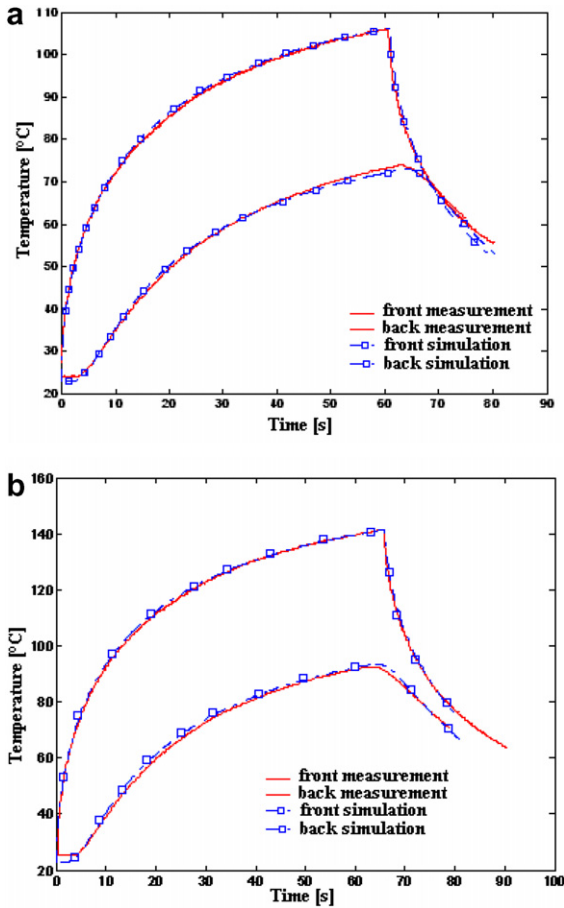 a
110
100
90
80
70
60
50
40
30
20
Temperature [°C]
front measurement
back measurement
front simulation
back simulation
0 10 20 30 40 50 60 70 80 90
Time [s]
b
160
140
120
100
80
60
40
20
Temperature [°C]
front measurement
back measurement
front simulation
back simulation
0 10 20 30 40 50 60 70 80 90 100
Time [s]